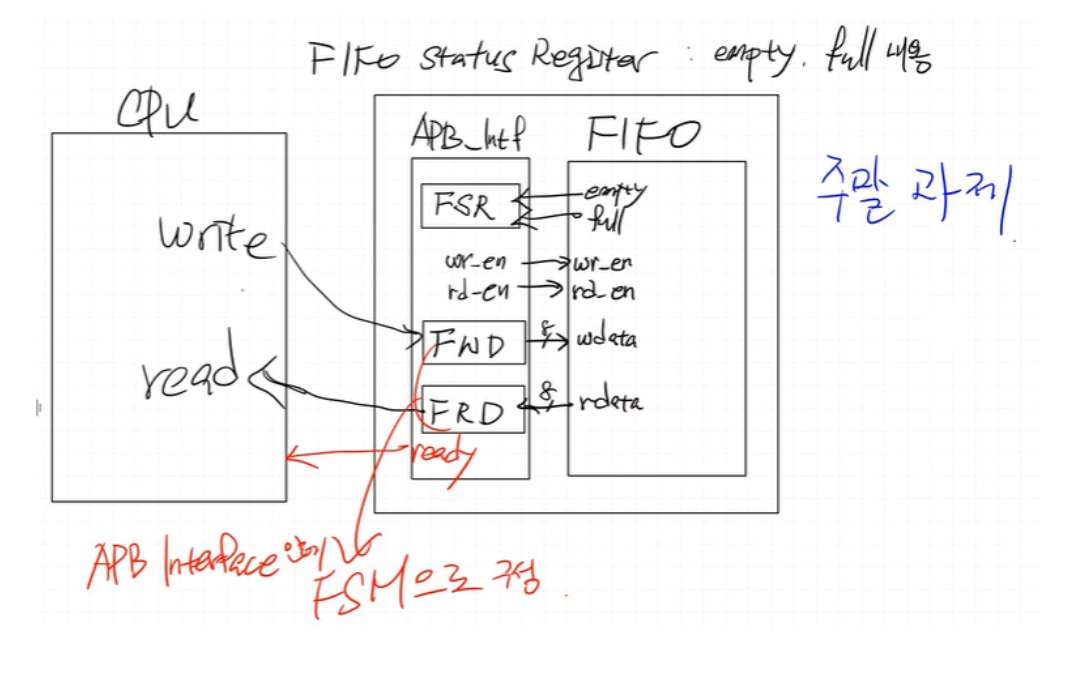 FIFO Status Register : empty. full 내용
CPU
APB_Intf
FIFO
주말 과제.
FSR
empty
full
write
wr_en
wr_en
rd_en
rd_en
FWD
8
wdata
read
FRD
8
rdata
ready
APB Interface 안에
FSM으로 구성.